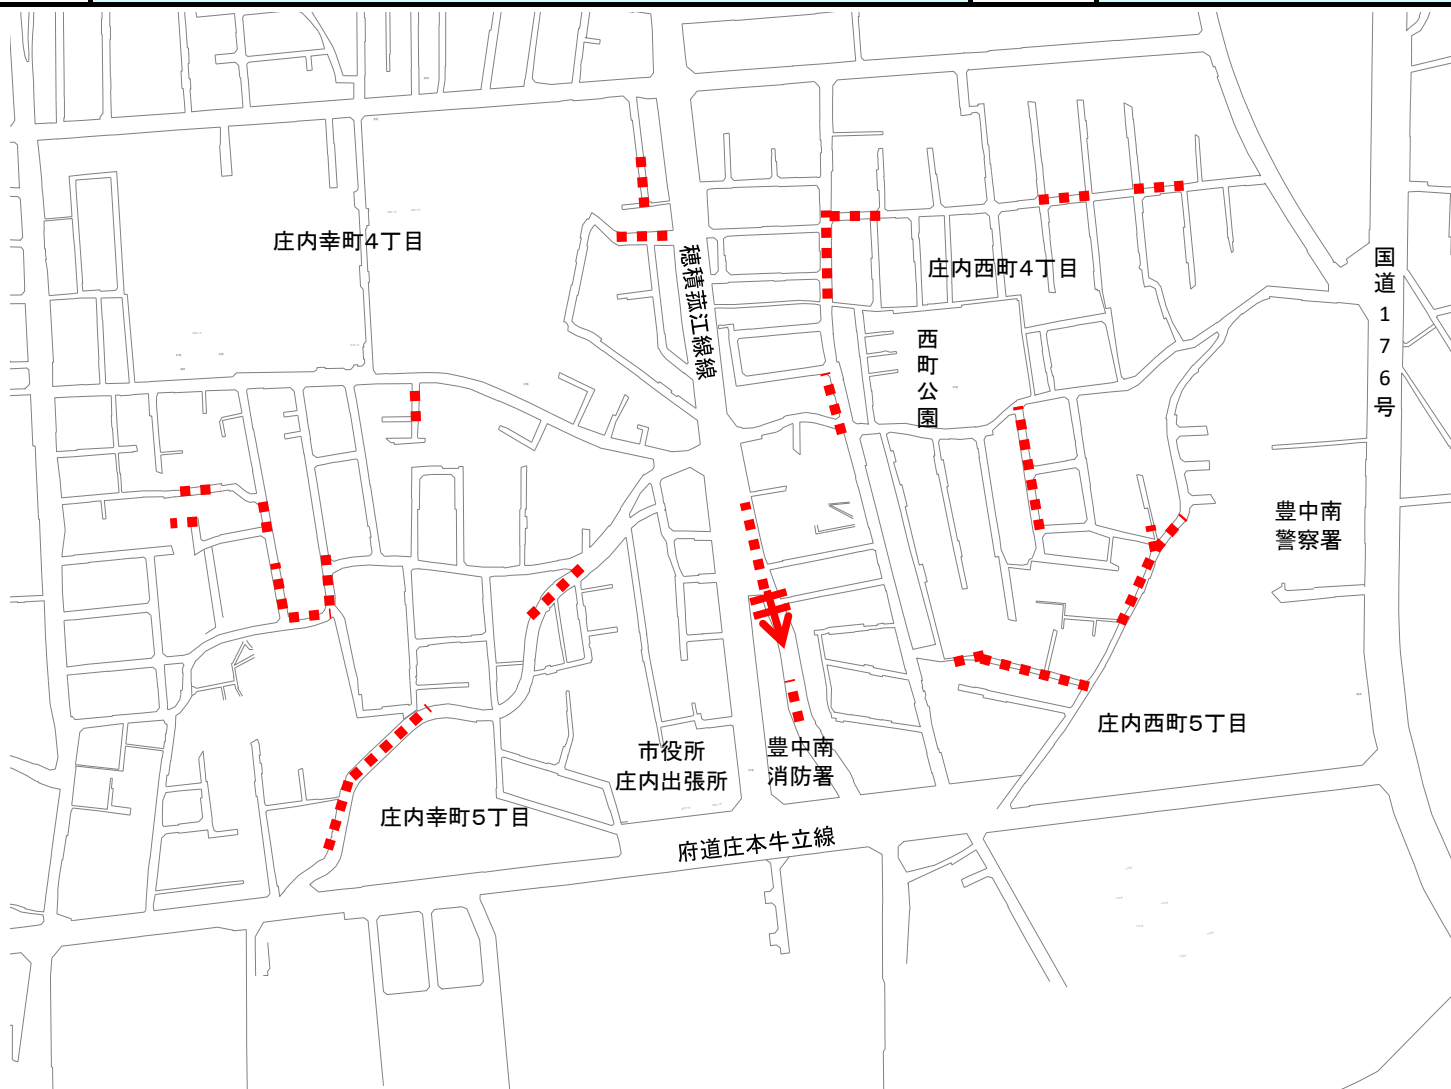 庄内幸町4丁目
穂積菰江線線
庄内西町4丁目
国道176号
西町公園
豊中南
警察署
庄内西町5丁目
市役所
庄内出張所
豊中南
消防署
庄内幸町5丁目
府道庄本牛立線